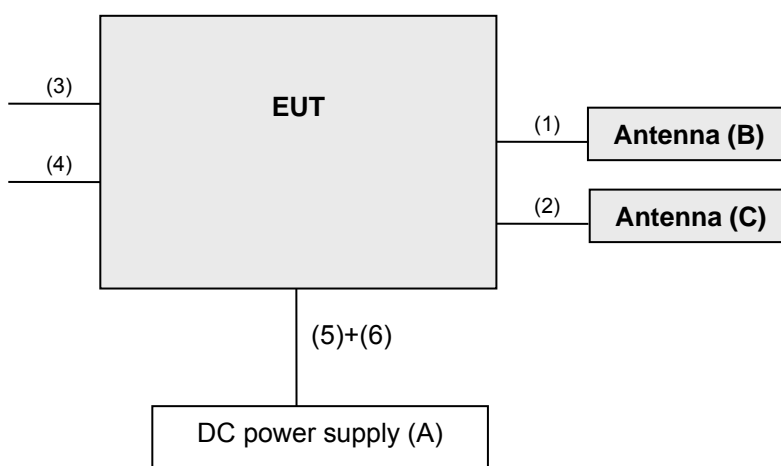 (3)
EUT
(1)
Antenna (B)
(4)
(2)
Antenna (C)
(5)+(6)
DC power supply (A)